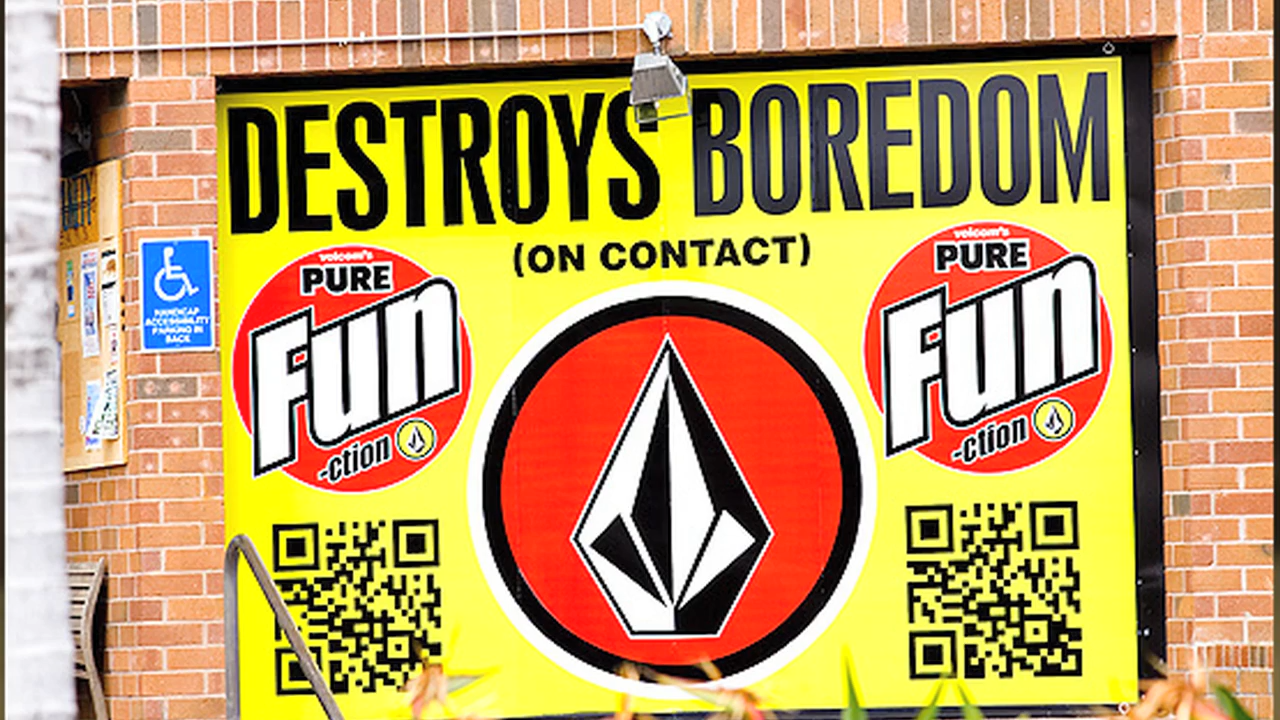 DESTROYS BOREDOM
(ON CONTACT)
volcom's
PURE
Fun
-ction
volcom's
PURE
Fun
-ction
HANDICAP
ACCESSIBILITY
PARKING IN
BACK